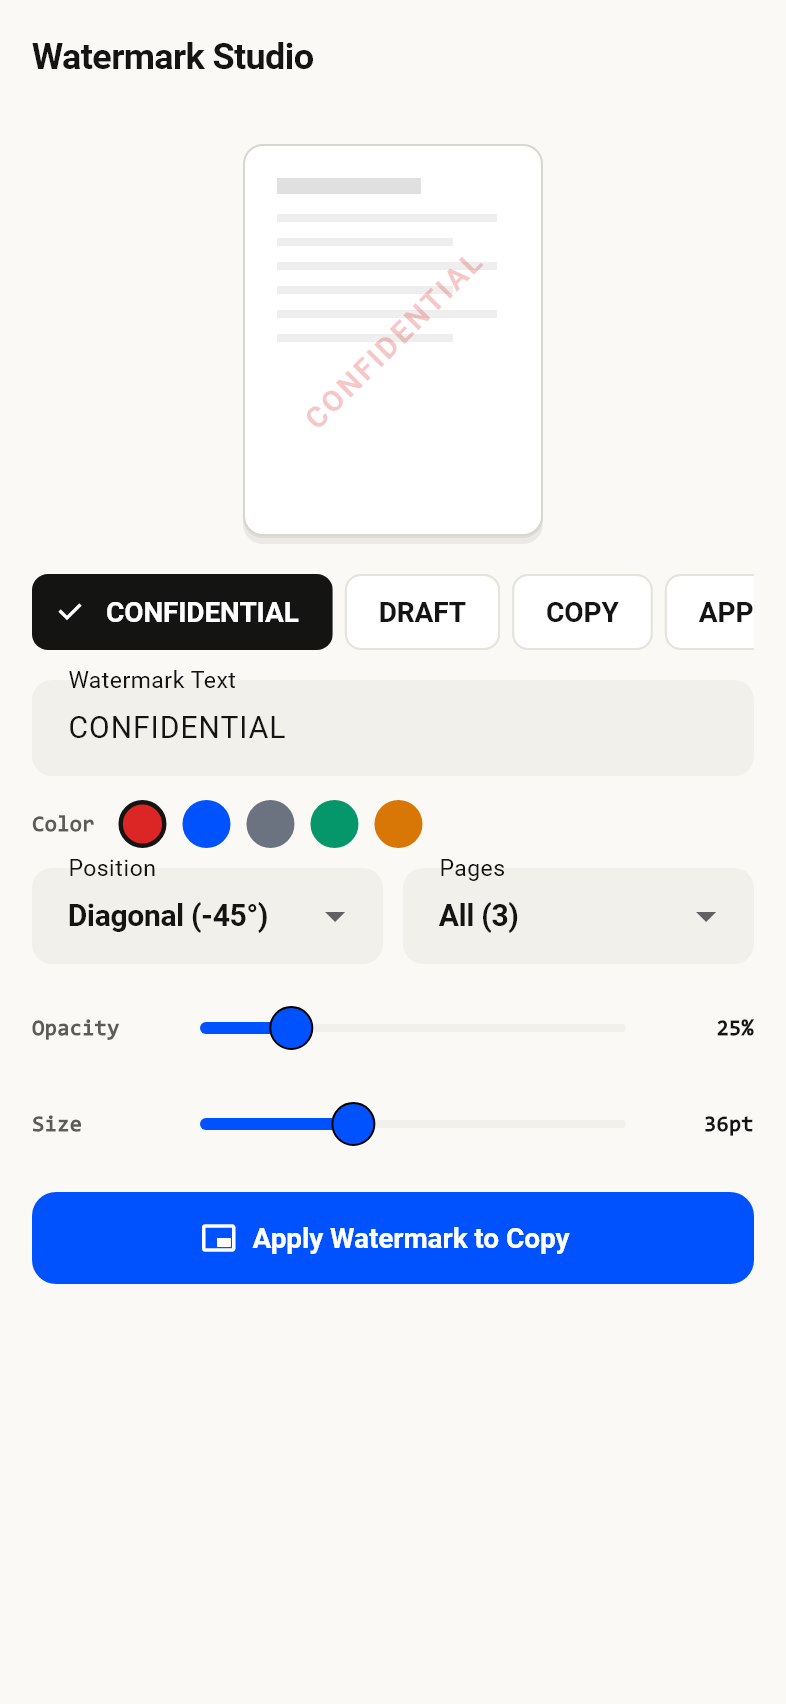 Watermark Studio
CONFIDENTIAL
CONFIDENTIAL DRAFT COPY APP
Watermark Text
CONFIDENTIAL
Color
Position Pages
Diagonal (-45°) All (3)
Opacity 25%
Size 36pt
Apply Watermark to Copy